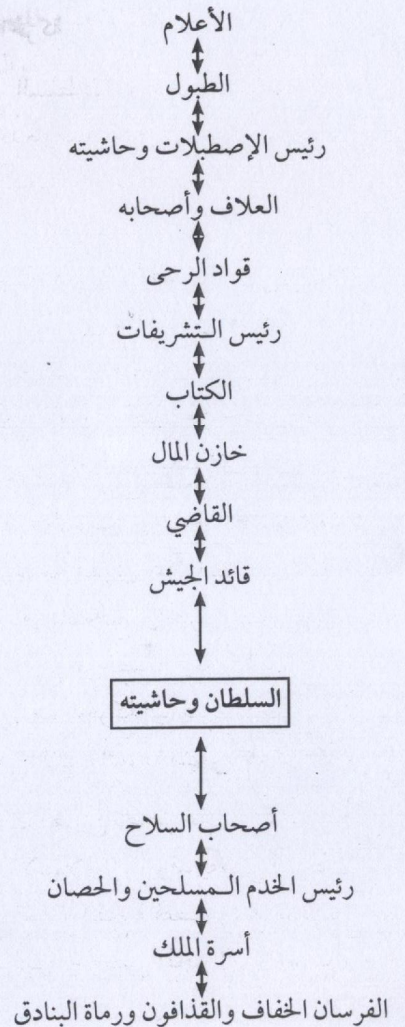 الأعلام
الطبول
رئيس الإصطبلات وحاشيته
العلاف وأصحابه
قواد الرحى
رئيس التشريفات
الكتاب
خازن المال
القاضي
قائد الجيش
السلطان وحاشيته
أصحاب السلاح
رئيس الخدم المسلحين والحصان
أسرة الملك
الفرسان الخفاف والقذافون ورماة البنادق